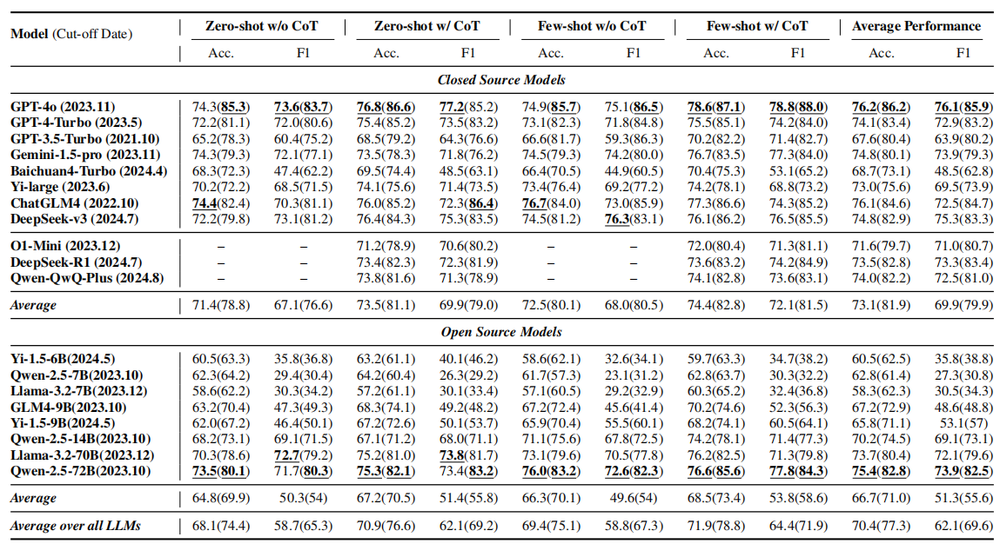 Model (Cut-off Date) Zero-shot w/o CoT Zero-shot w/ CoT Few-shot w/o CoT Few-shot w/ CoT Average Performance
Acc. F1 Acc. F1 Acc. F1 Acc. F1 Acc. F1
Closed Source Models
GPT-4o (2023.11) 74.3(85.3) 73.6(83.7) 76.8(86.6) 77.2(85.2) 74.9(85.7) 75.1(86.5) 78.6(87.1) 78.8(88.0) 76.2(86.2) 76.1(85.9)
GPT-4-Turbo (2023.5) 72.2(81.1) 72.0(80.6) 75.4(85.2) 73.5(83.2) 73.1(82.3) 71.8(84.8) 75.5(85.1) 74.2(84.0) 74.1(83.4) 72.9(83.2)
GPT-3.5-Turbo (2021.10) 65.2(78.3) 60.4(75.2) 68.5(79.2) 64.3(76.6) 66.6(81.7) 59.3(86.3) 70.2(82.2) 71.4(82.7) 67.6(80.4) 63.9(80.2)
Gemini-1.5-pro (2023.11) 74.3(79.3) 72.1(77.1) 73.5(78.3) 71.8(76.2) 74.5(79.3) 74.2(80.0) 76.7(83.5) 77.3(84.0) 74.8(80.1) 73.9(79.3)
Baichuan4-Turbo (2024.4) 68.3(72.3) 47.4(62.2) 69.5(74.4) 48.5(63.1) 66.4(70.5) 44.9(60.5) 70.4(75.3) 53.1(65.2) 68.7(73.1) 48.5(62.8)
Yi-large (2023.6) 70.2(72.2) 68.5(71.5) 74.1(75.6) 71.4(73.5) 73.4(76.4) 69.2(77.2) 74.2(78.1) 68.8(73.2) 73.0(75.6) 69.5(73.9)
ChatGLM4 (2022.10) 74.4(82.4) 70.3(81.1) 76.0(85.2) 72.3(86.4) 76.7(84.0) 73.0(85.9) 77.3(86.6) 74.3(85.2) 76.1(84.6) 72.5(84.7)
DeepSeek-v3 (2024.7) 72.2(79.8) 73.1(81.2) 76.4(84.3) 75.3(83.5) 74.5(81.2) 76.3(83.1) 76.1(86.2) 76.5(85.5) 74.8(82.9) 75.3(83.3)
O1-Mini (2023.12) – – 71.2(78.9) 70.6(80.2) – – 72.0(80.4) 71.3(81.1) 71.6(79.7) 71.0(80.7)
DeepSeek-R1 (2024.7) – – 73.4(82.3) 72.3(81.9) – – 73.6(83.2) 74.2(84.9) 73.5(82.8) 73.3(83.4)
Qwen-QwQ-Plus (2024.8) – – 73.8(81.6) 71.3(78.9) – – 74.1(82.8) 73.6(83.1) 74.0(82.2) 72.5(81.0)
Average 71.4(78.8) 67.1(76.6) 73.5(81.1) 69.9(79.0) 72.5(80.1) 68.0(80.5) 74.4(82.8) 72.1(81.5) 73.1(81.9) 69.9(79.9)
Open Source Models
Yi-1.5-6B(2024.5) 60.5(63.3) 35.8(36.8) 63.2(61.1) 40.1(46.2) 58.6(62.1) 32.6(34.1) 59.7(63.3) 34.7(38.2) 60.5(62.5) 35.8(38.8)
Qwen-2.5-7B(2023.10) 62.3(64.2) 29.4(30.4) 64.2(60.4) 26.3(29.2) 61.7(57.3) 23.1(31.2) 62.8(63.7) 30.3(32.2) 62.8(61.4) 27.3(30.8)
Llama-3.2-7B(2023.12) 58.6(62.2) 30.3(34.2) 57.2(61.1) 30.1(33.4) 57.1(60.5) 29.2(32.9) 60.3(65.2) 32.4(36.8) 58.3(62.3) 30.5(34.3)
GLM4-9B(2023.10) 63.2(70.4) 47.3(49.3) 68.3(74.1) 49.2(48.2) 67.2(72.4) 45.6(41.4) 70.2(74.6) 52.3(56.3) 67.2(72.9) 48.6(48.8)
Yi-1.5-9B(2024.5) 62.0(67.2) 46.4(50.1) 67.2(72.6) 50.1(53.7) 65.9(70.4) 55.5(60.1) 68.2(74.1) 60.5(64.1) 65.8(71.1) 53.1(57)
Qwen-2.5-14B(2023.10) 68.2(73.1) 69.1(71.5) 67.1(71.2) 68.0(71.1) 71.1(75.6) 67.8(72.5) 74.2(78.1) 71.4(77.3) 70.2(74.5) 69.1(73.1)
Llama-3.2-70B(2023.12) 70.3(78.6) 72.7(79.2) 75.2(81.0) 73.8(81.7) 73.1(79.6) 70.5(77.8) 76.2(82.5) 71.3(79.8) 73.7(80.4) 72.1(79.6)
Qwen-2.5-72B(2023.10) 73.5(80.1) 71.7(80.3) 75.3(82.1) 73.4(83.2) 76.0(83.2) 72.6(82.3) 76.6(85.6) 77.8(84.3) 75.4(82.8) 73.9(82.5)
Average 64.8(69.9) 50.3(54) 67.2(70.5) 51.4(55.8) 66.3(70.1) 49.6(54) 68.5(73.4) 53.8(58.6) 66.7(71.0) 51.3(55.6)
Average over all LLMs 68.1(74.4) 58.7(65.3) 70.9(76.6) 62.1(69.2) 69.4(75.1) 58.8(67.3) 71.9(78.8) 64.4(71.9) 70.4(77.3) 62.1(69.6)